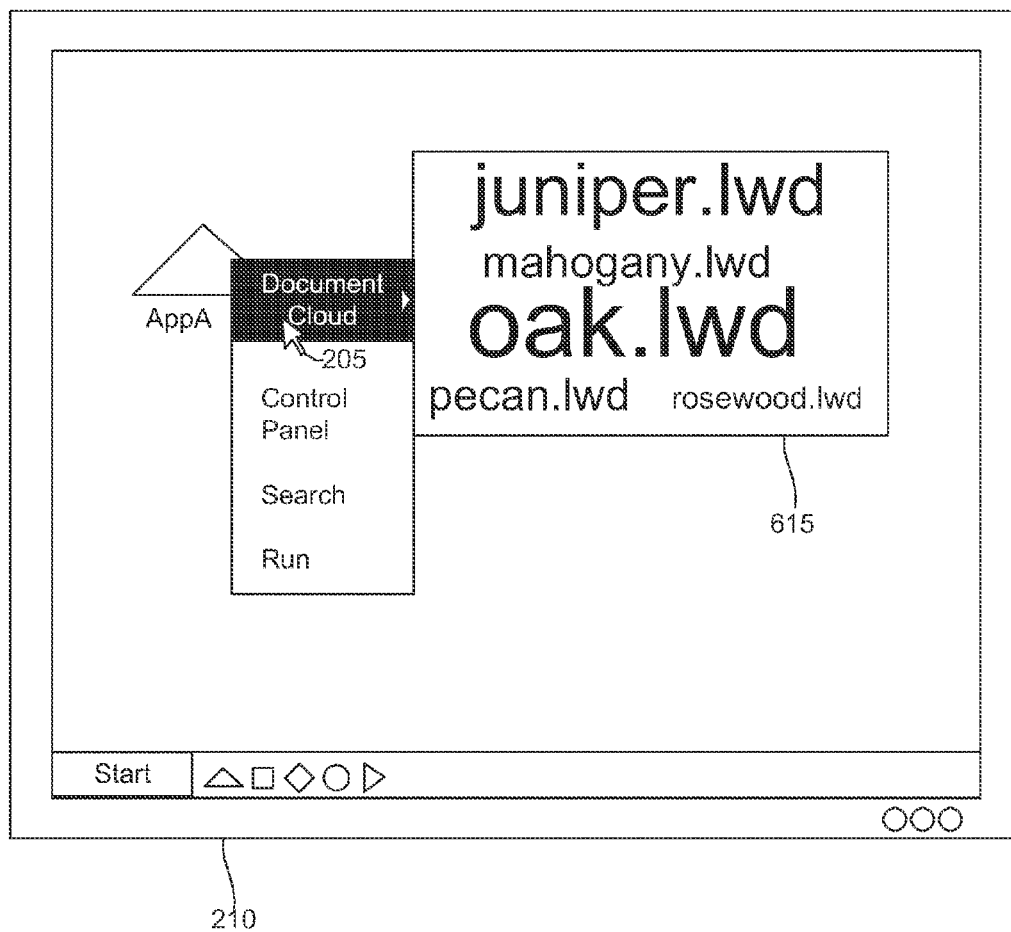 juniper.lwd
mahogany.lwd
oak.lwd
pecan.lwd rosewood.lwd
615
AppA
Document
Cloud
205
Control
Panel
Search
Run
Start
210